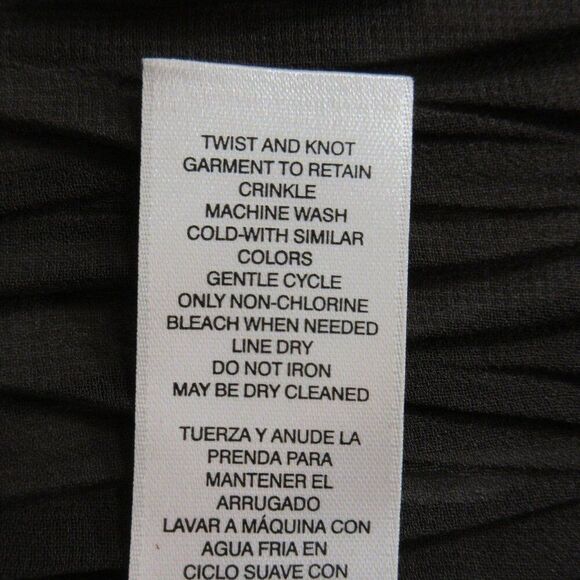 TWIST AND KNOT
GARMENT TO RETAIN
CRINKLE
MACHINE WASH
COLD-WITH SIMILAR
COLORS
GENTLE CYCLE
ONLY NON-CHLORINE
BLEACH WHEN NEEDED
LINE DRY
DO NOT IRON
MAY BE DRY CLEANED
TUERZA Y ANUDE LA
PRENDA PARA
MANTENER EL
ARRUGADO
LAVAR A MÁQUINA CON
AGUA FRIA EN
CICLO SUAVE CON